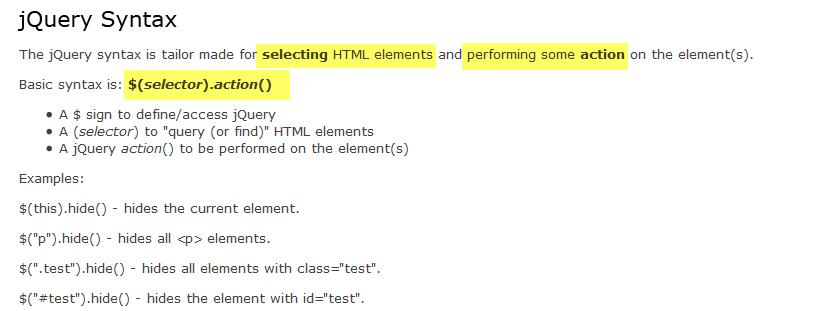 jQuery Syntax
The jQuery syntax is tailor made for selecting HTML elements and performing some action on the element(s).
Basic syntax is: $(selector).action()
• A $ sign to define/access jQuery
• A (selector) to "query (or find)" HTML elements
• A jQuery action() to be performed on the element(s)
Examples:
$(this).hide() - hides the current element.
$("p").hide() - hides all <p> elements.
$(".test").hide() - hides all elements with class="test".
$("#test").hide() - hides the element with id="test".